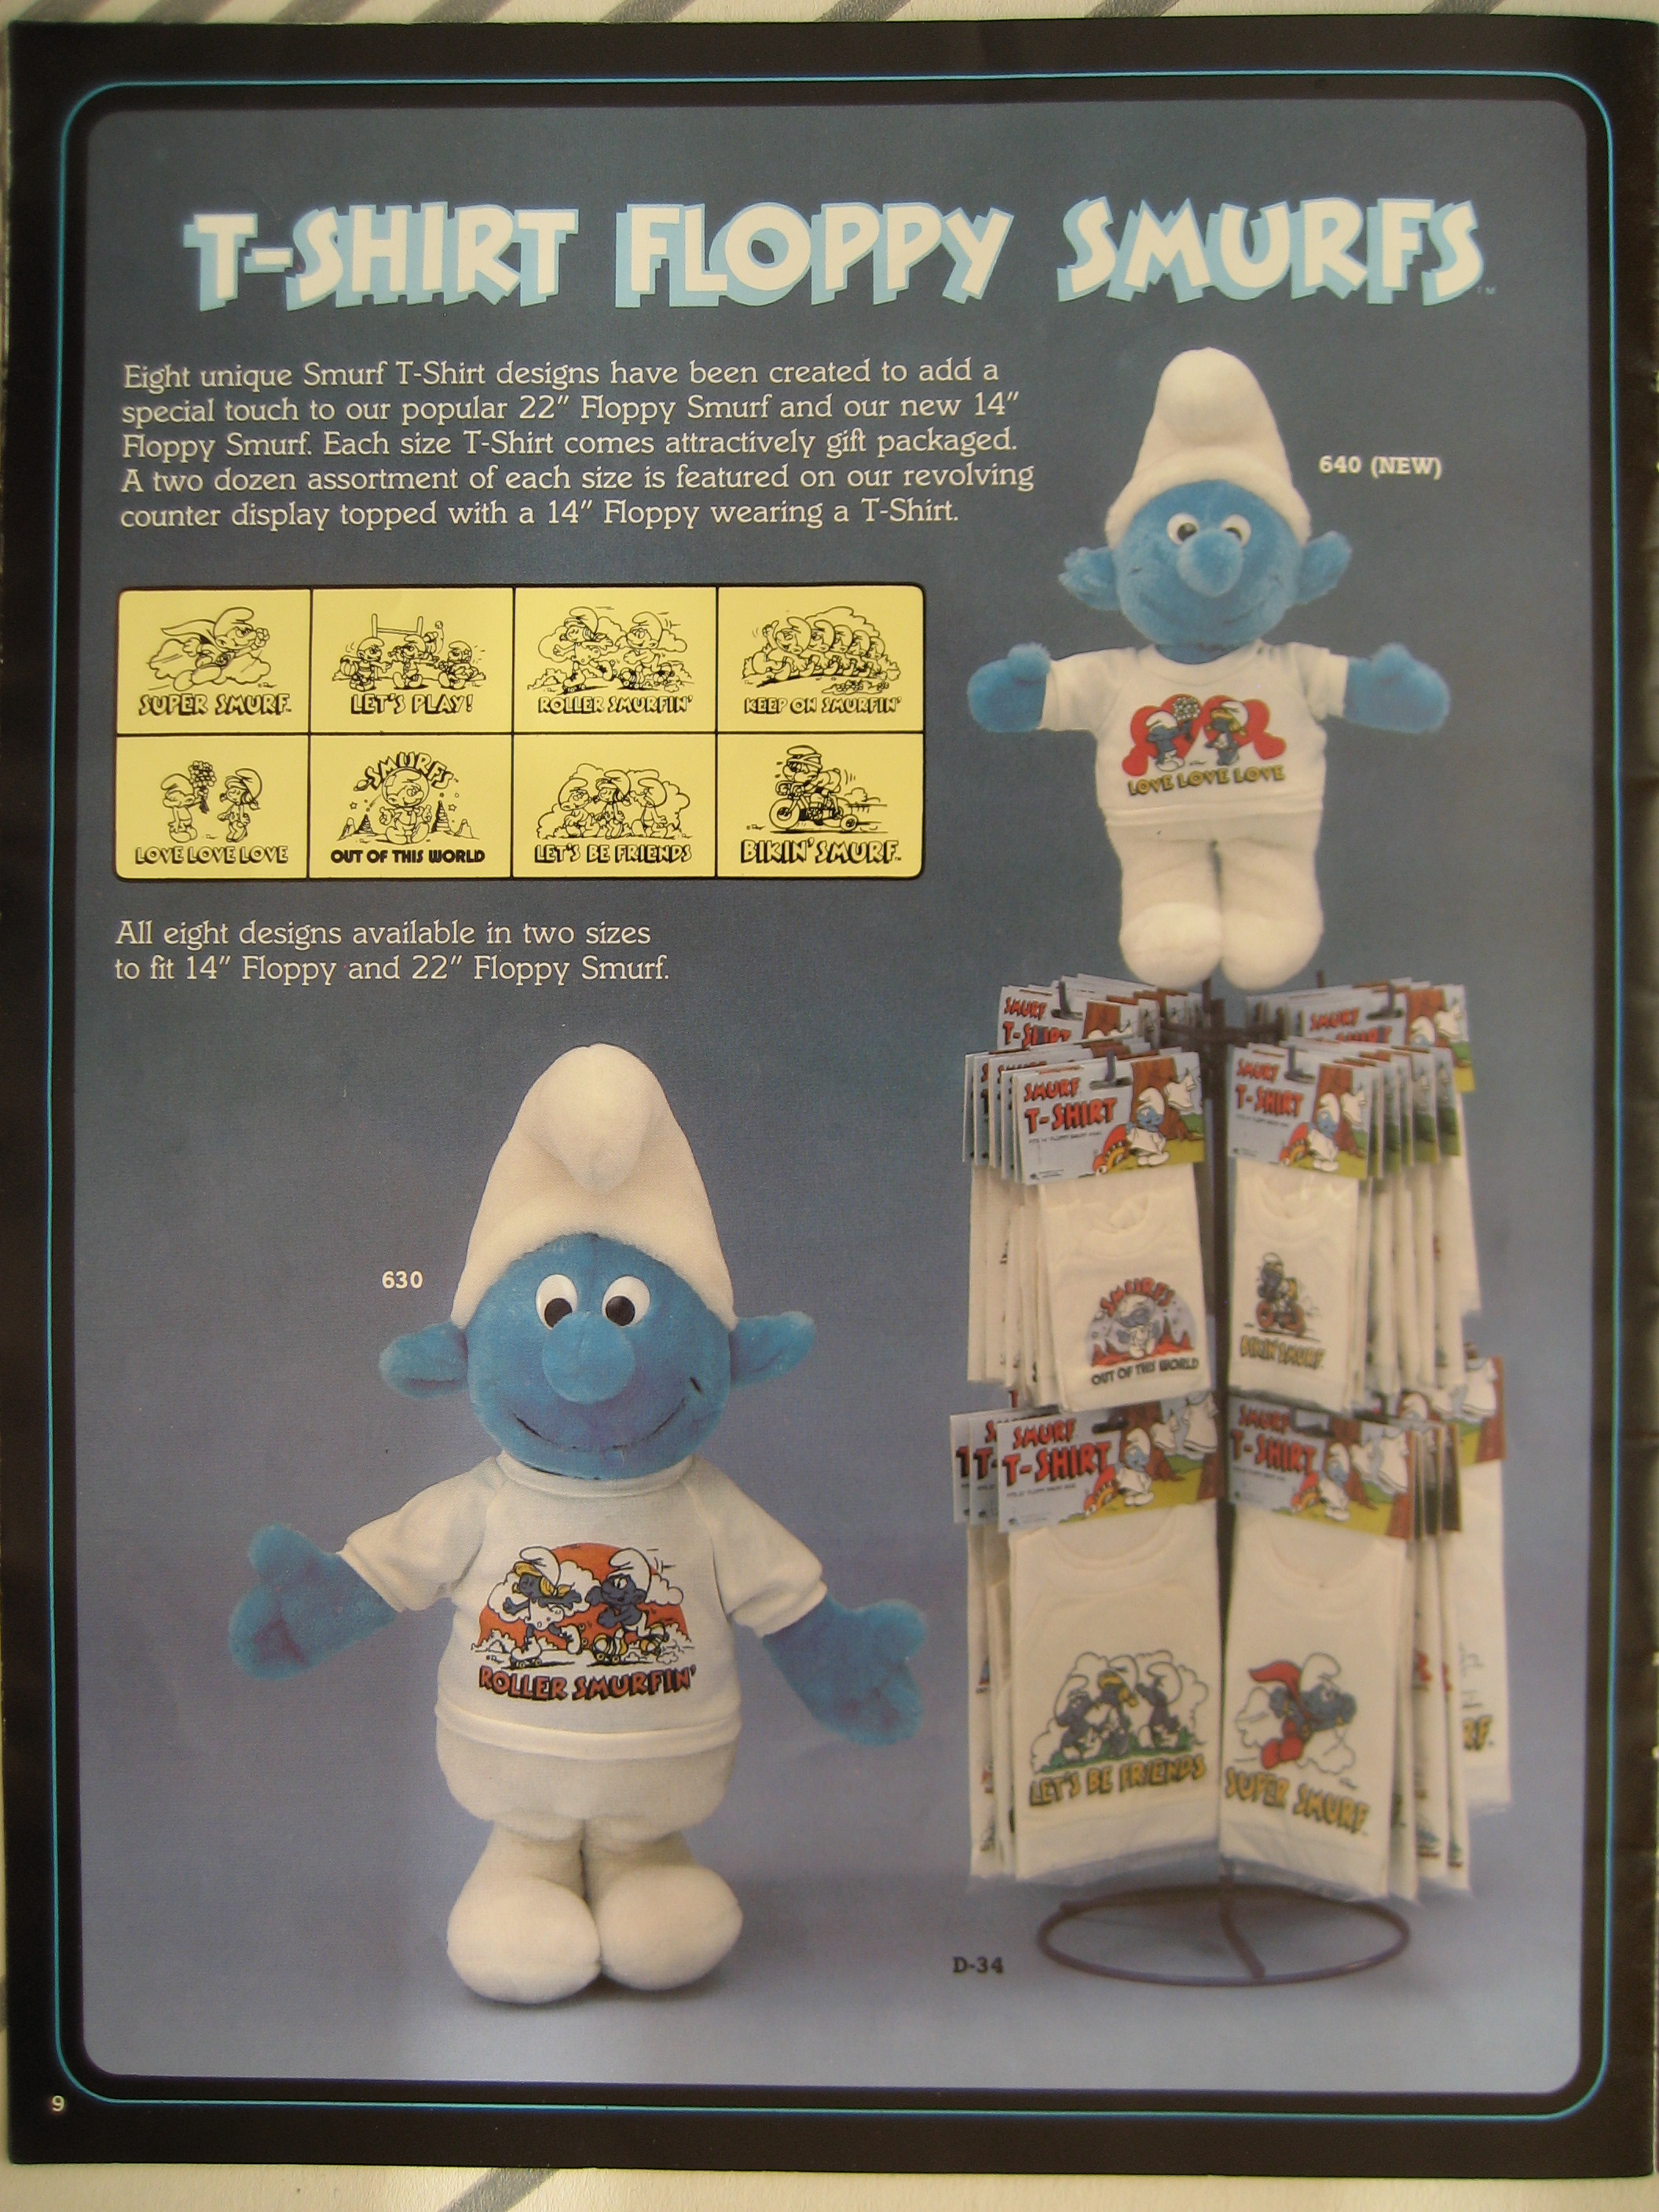 T-SHIRT FLOPPY SMURFS™
Eight unique Smurf T-Shirt designs have been created to add a
special touch to our popular 22″ Floppy Smurf and our new 14″
Floppy Smurf. Each size T-Shirt comes attractively gift packaged.
A two dozen assortment of each size is featured on our revolving
counter display topped with a 14″ Floppy wearing a T-Shirt.
640 (NEW)
SUPER SMURF™
LET'S PLAY!
ROLLER SMURFIN'
KEEP ON SMURFIN'
LOVE LOVE LOVE
SMURFS
OUT OF THIS WORLD
LET'S BE FRIENDS
BIKIN' SMURF™
LOVE LOVE LOVE
All eight designs available in two sizes
to fit 14″ Floppy and 22″ Floppy Smurf.
SMURF
T-SHIRT
SMURF
SMURF
T-SHIRT
SMURF
T-SHIRT
630
SMURFS
OUT OF THIS WORLD
BIKIN' SMURF
SMURF
T-SHIRT
SMURF
T-SHIRT
ROLLER SMURFIN'
LET'S BE FRIENDS
SUPER SMURF
D-34
9